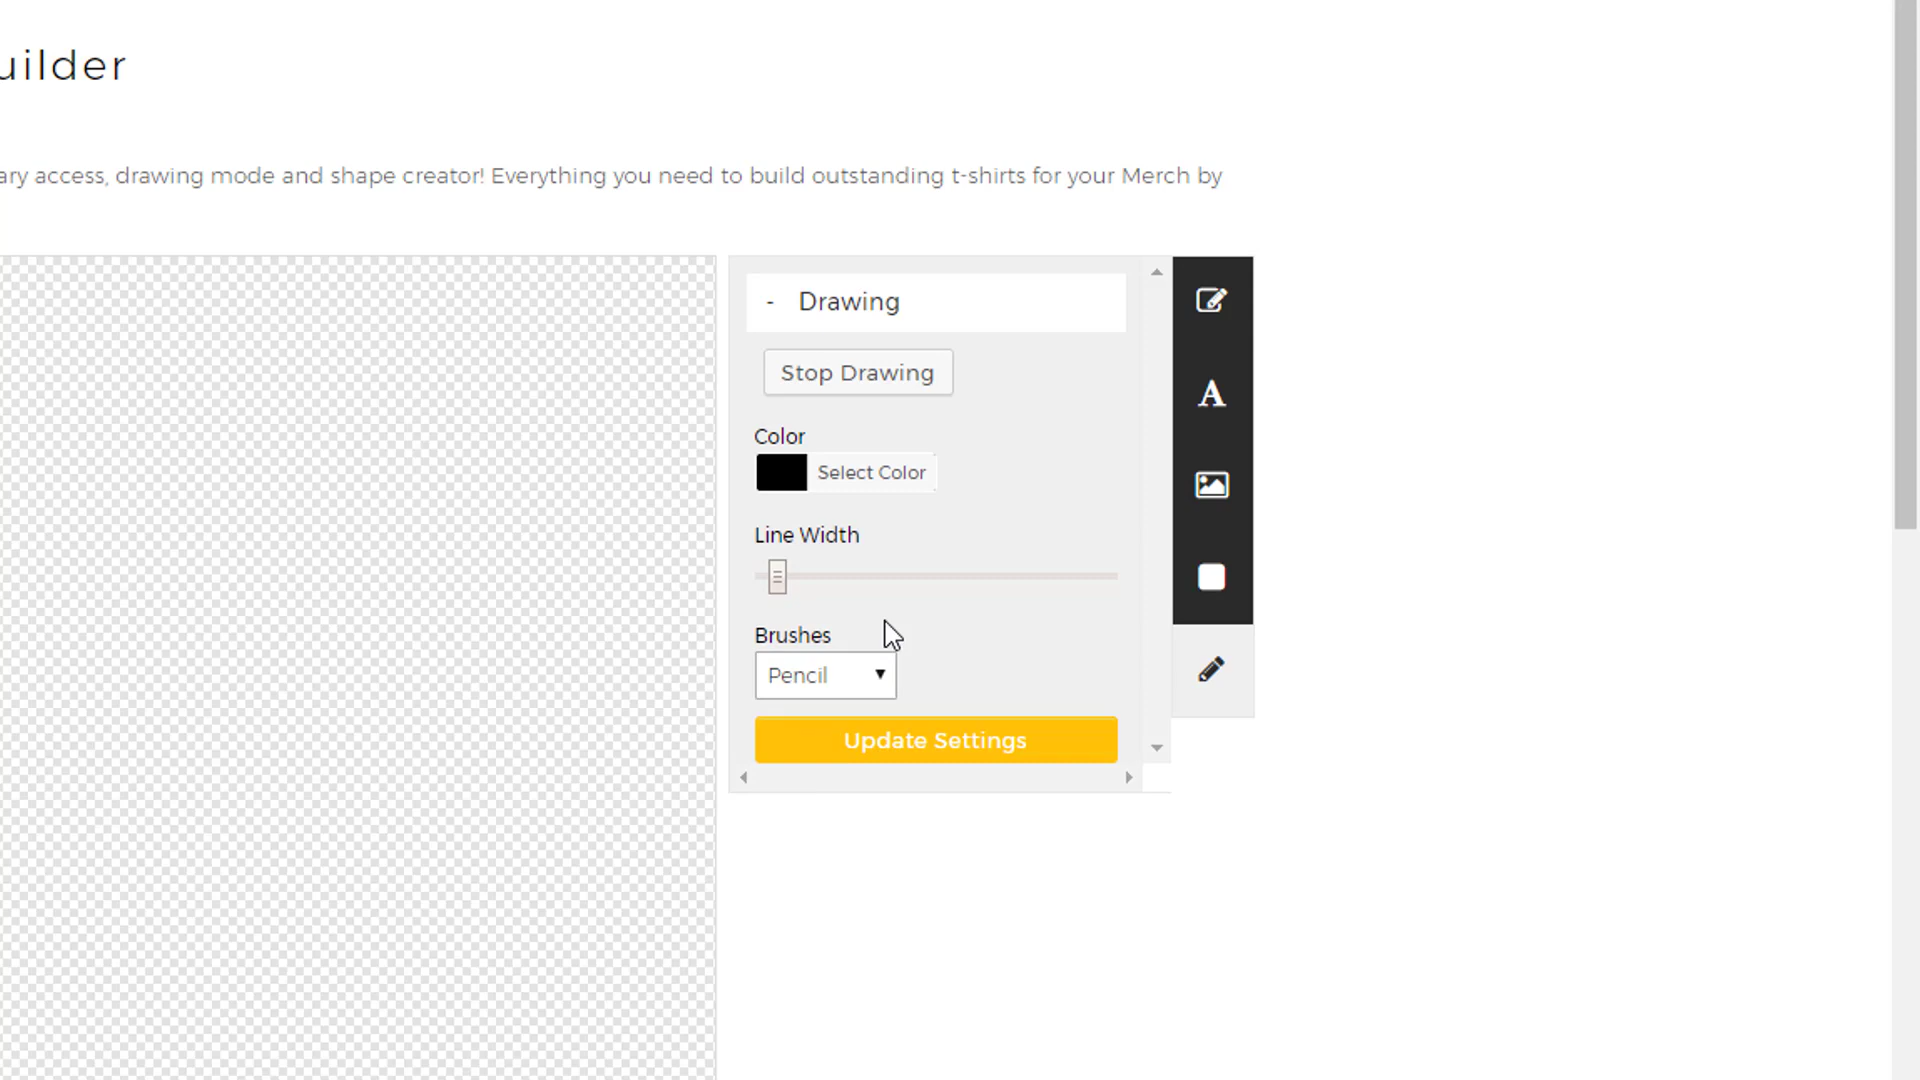 uilder
ary access, drawing mode and shape creator! Everything you need to build outstanding t-shirts for your Merch by
- Drawing
Stop Drawing
Color
Select Color
Line Width
Brushes
Pencil
Update Settings
A